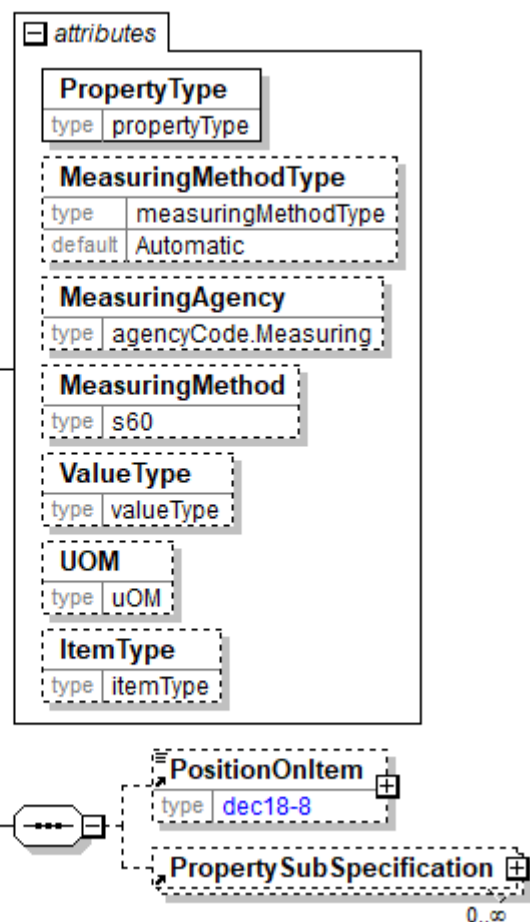 attributes
PropertyType
type propertyType
MeasuringMethodType
type measuringMethodType
default Automatic
MeasuringAgency
type agencyCode.Measuring
MeasuringMethod
type s60
ValueType
type valueType
UOM
type uOM
ItemType
type itemType
PositionOnItem
type dec18-8
PropertySubSpecification
0..∞